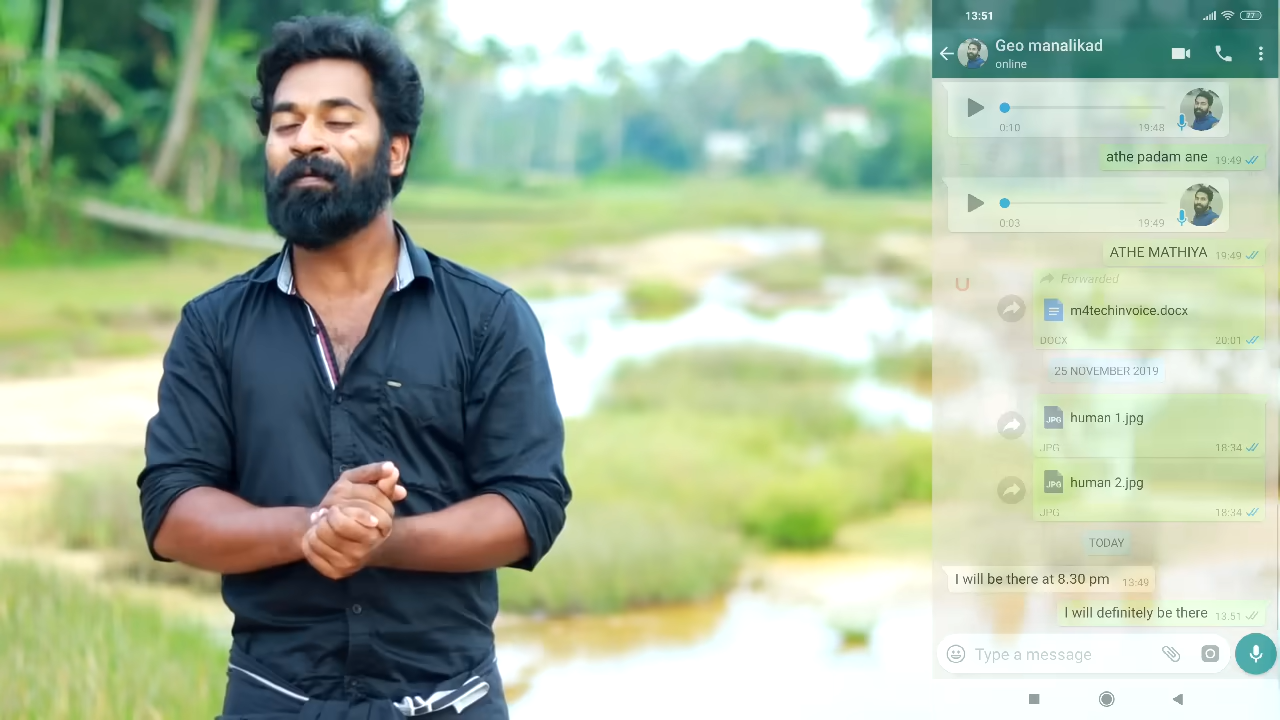 13:51
77
Geo manalikad
online
0:10 19:48
athe padam ane 19:49
0:03 19:49
ATHE MATHIYA 19:49
Forwarded
U
m4techinvoice.docx
DOCX 20:01
25 NOVEMBER 2019
JPG human 1.jpg
JPG 18:34
JPG human 2.jpg
JPG 18:34
TODAY
I will be there at 8.30 pm 13:49
I will definitely be there 13:51
Type a message